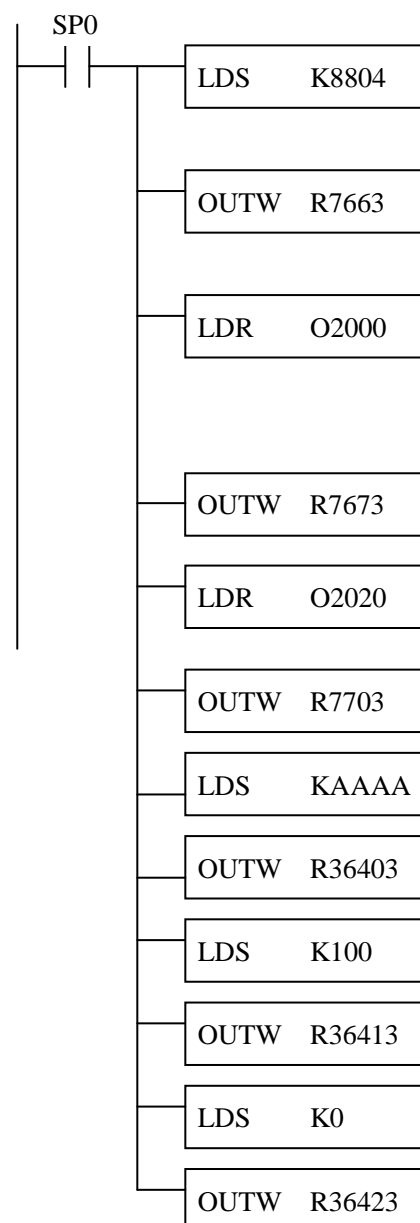 SP0
LDS K8804
OUTW R7663
LDR O2000
OUTW R7673
LDR O2020
OUTW R7703
LDS KAAAA
OUTW R36403
LDS K100
OUTW R36413
LDS K0
OUTW R36423